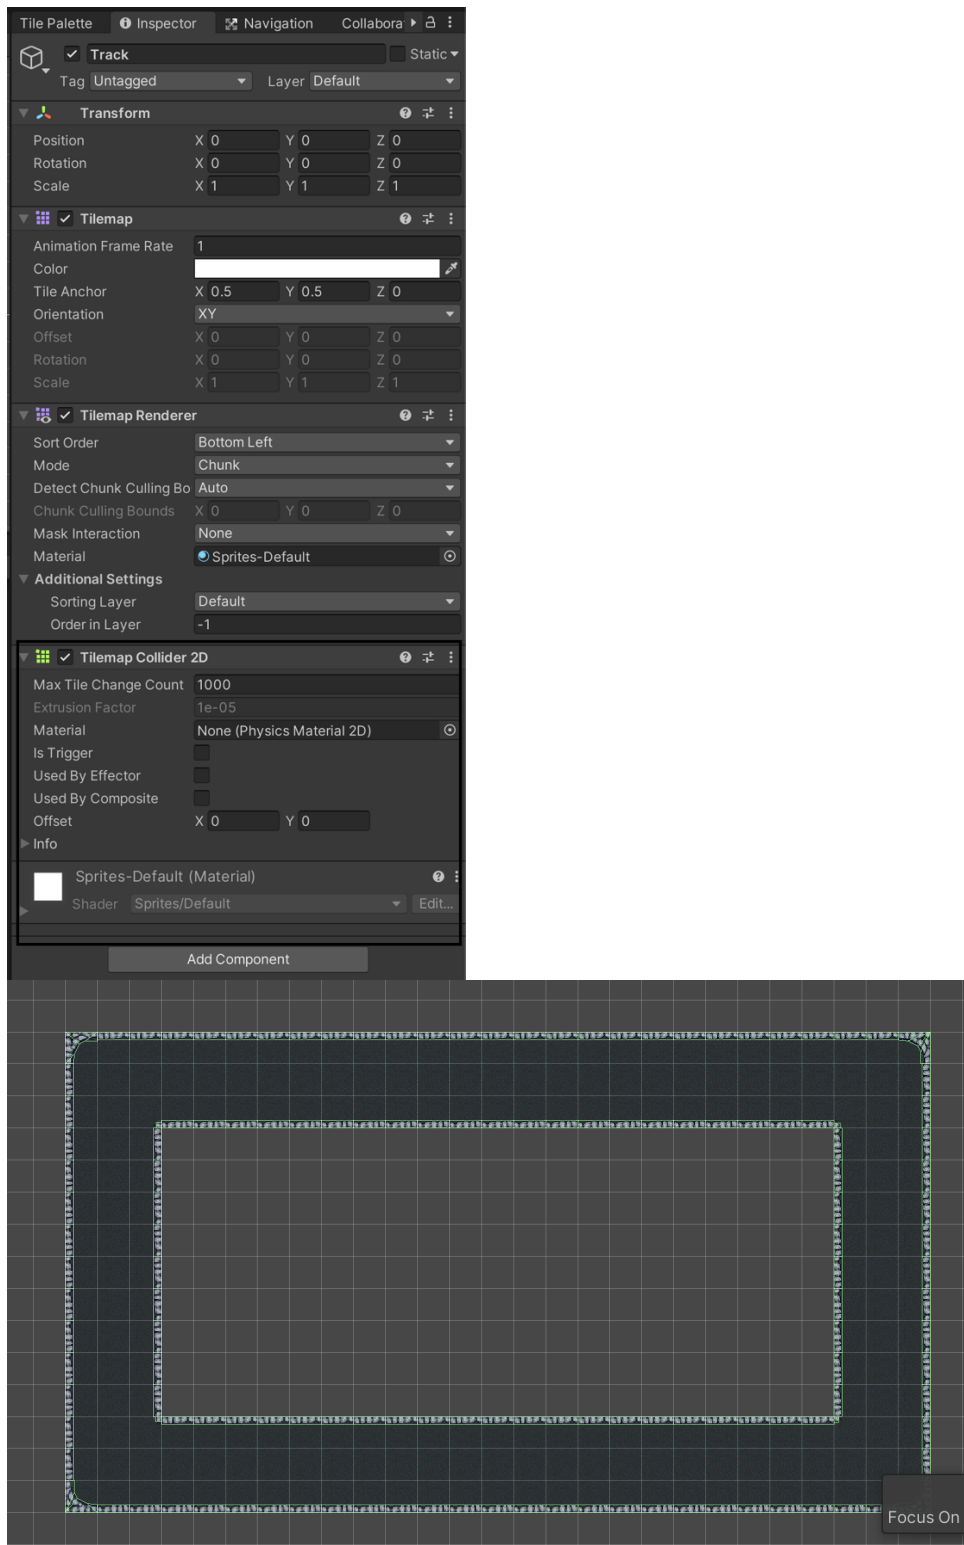 Tile Palette Inspector Navigation Collabora
Track Static
Tag Untagged Layer Default
Transform
Position X 0 Y 0 Z 0
Rotation X 0 Y 0 Z 0
Scale X 1 Y 1 Z 1
Tilemap
Animation Frame Rate 1
Color
Tile Anchor X 0.5 Y 0.5 Z 0
Orientation XY
Offset X 0 Y 0 Z 0
Rotation X 0 Y 0 Z 0
Scale X 1 Y 1 Z 1
Tilemap Renderer
Sort Order Bottom Left
Mode Chunk
Detect Chunk Culling Bo Auto
Chunk Culling Bounds X 0 Y 0 Z 0
Mask Interaction None
Material Sprites-Default
Additional Settings
Sorting Layer Default
Order in Layer -1
Tilemap Collider 2D
Max Tile Change Count 1000
Extrusion Factor 1e-05
Material None (Physics Material 2D)
Is Trigger
Used By Effector
Used By Composite
Offset X 0 Y 0
Info
Sprites-Default (Material)
Shader Sprites/Default Edit...
Add Component
Focus On